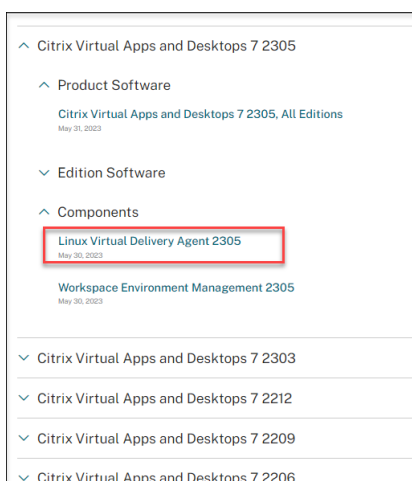 Citrix Virtual Apps and Desktops 7 2305
Product Software
Citrix Virtual Apps and Desktops 7 2305, All Editions
May 31, 2023
Edition Software
Components
Linux Virtual Delivery Agent 2305
May 30, 2023
Workspace Environment Management 2305
May 30, 2023
Citrix Virtual Apps and Desktops 7 2303
Citrix Virtual Apps and Desktops 7 2212
Citrix Virtual Apps and Desktops 7 2209
Citrix Virtual Apps and Desktops 7 2206